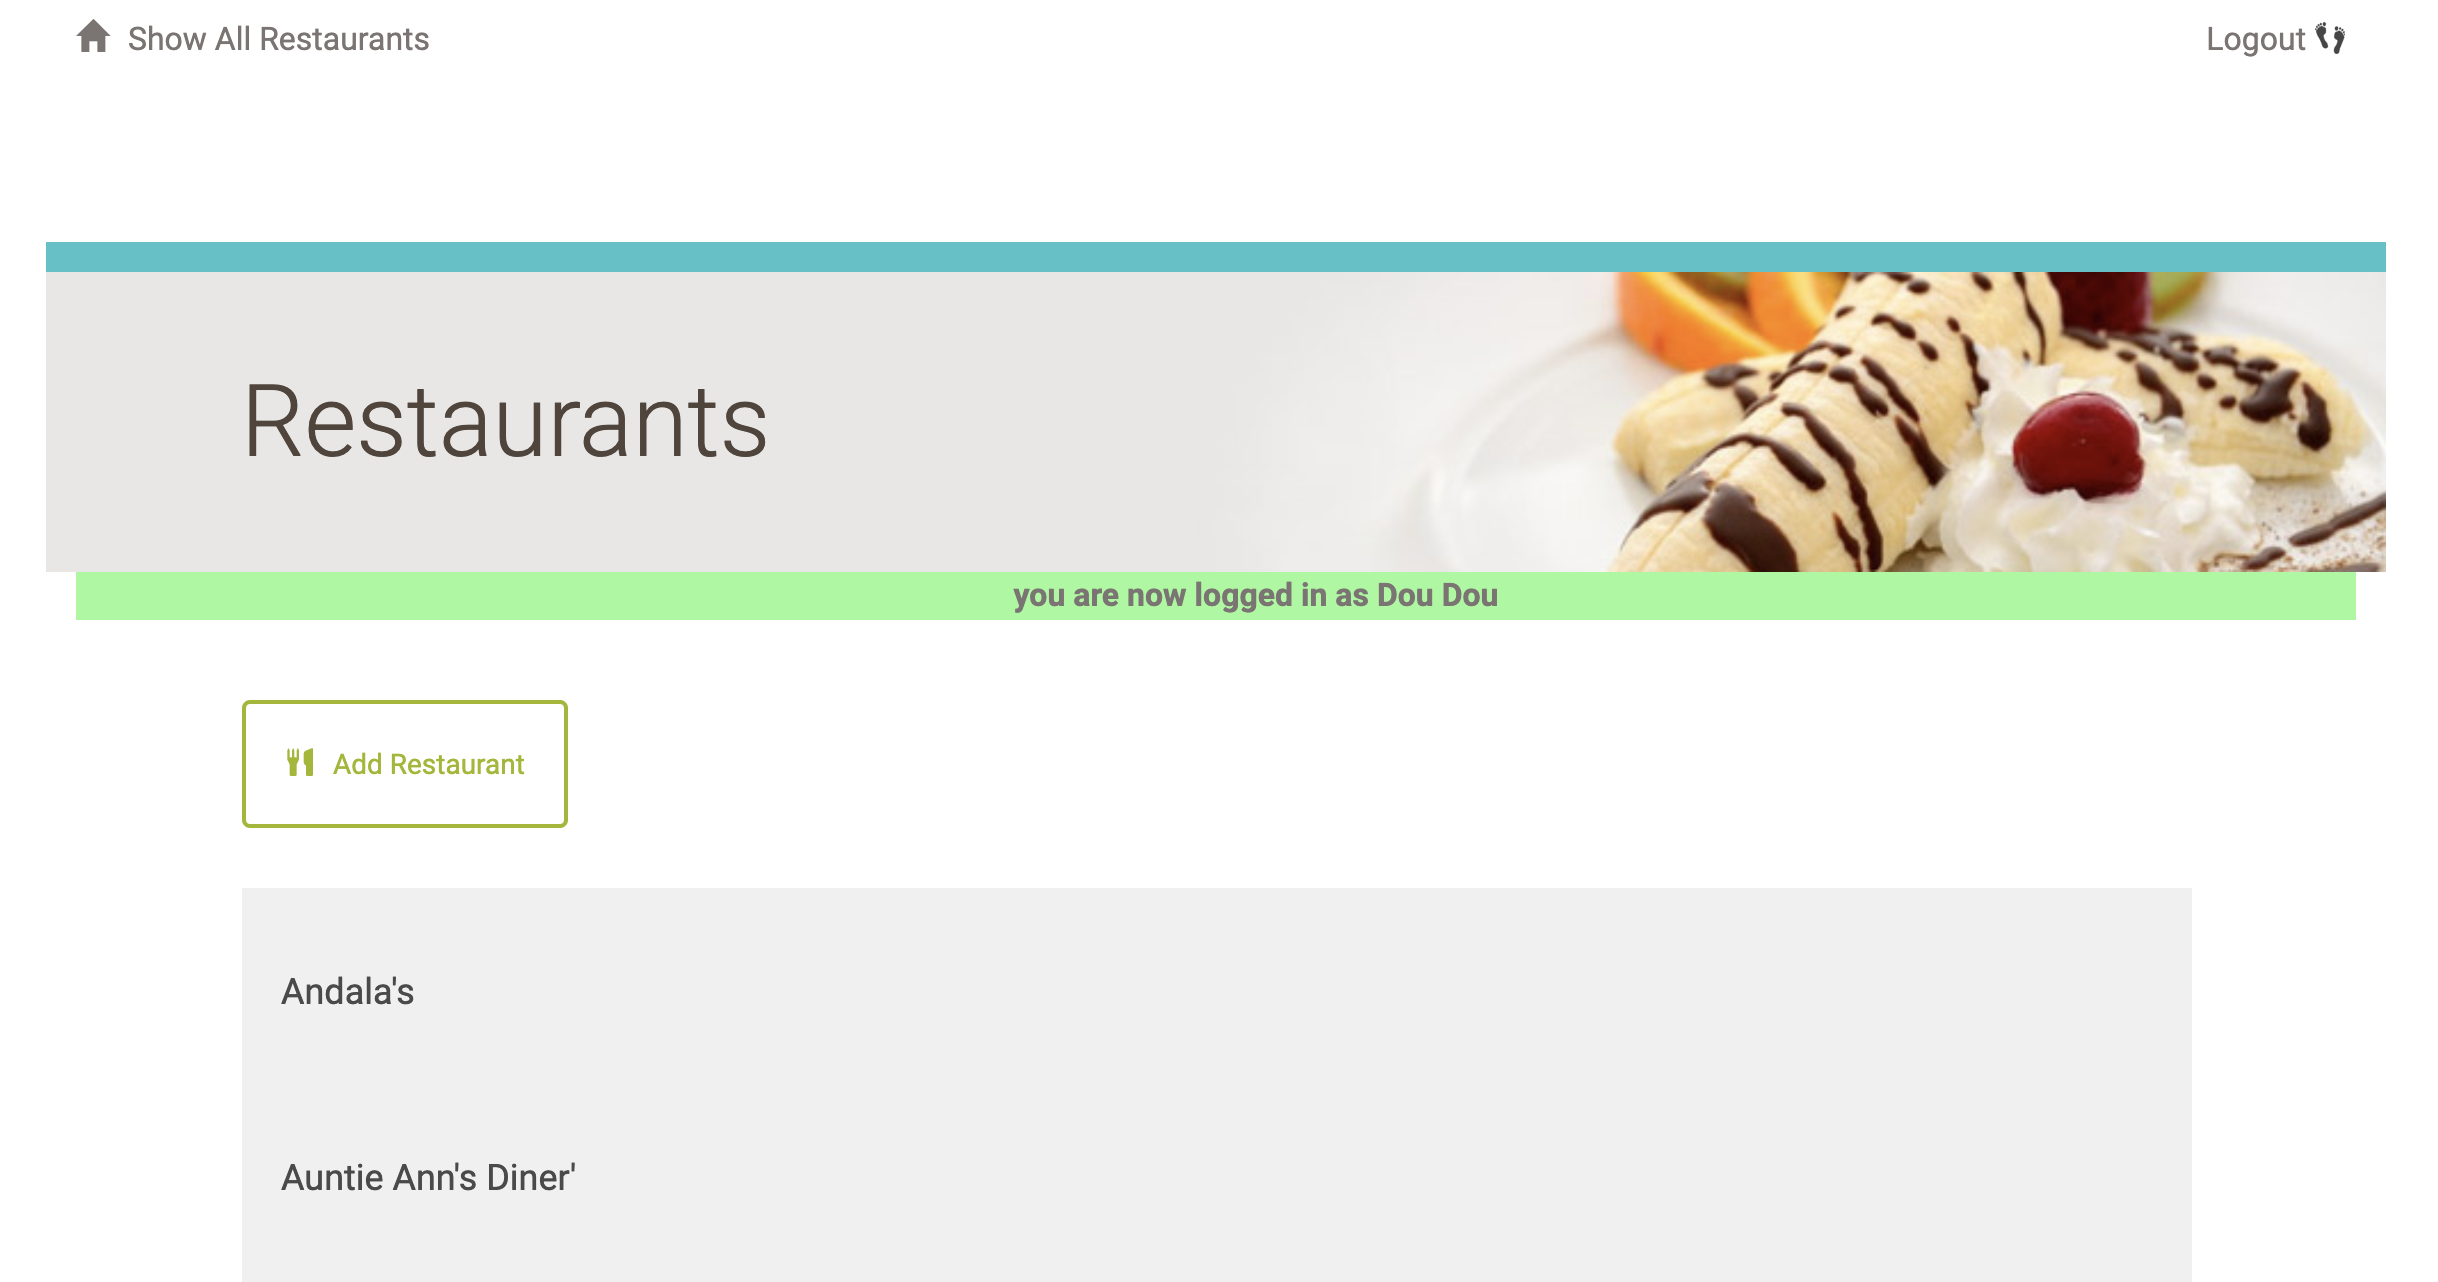 Show All Restaurants
Logout
Restaurants
you are now logged in as Dou Dou
Add Restaurant
Andala's
Auntie Ann's Diner'